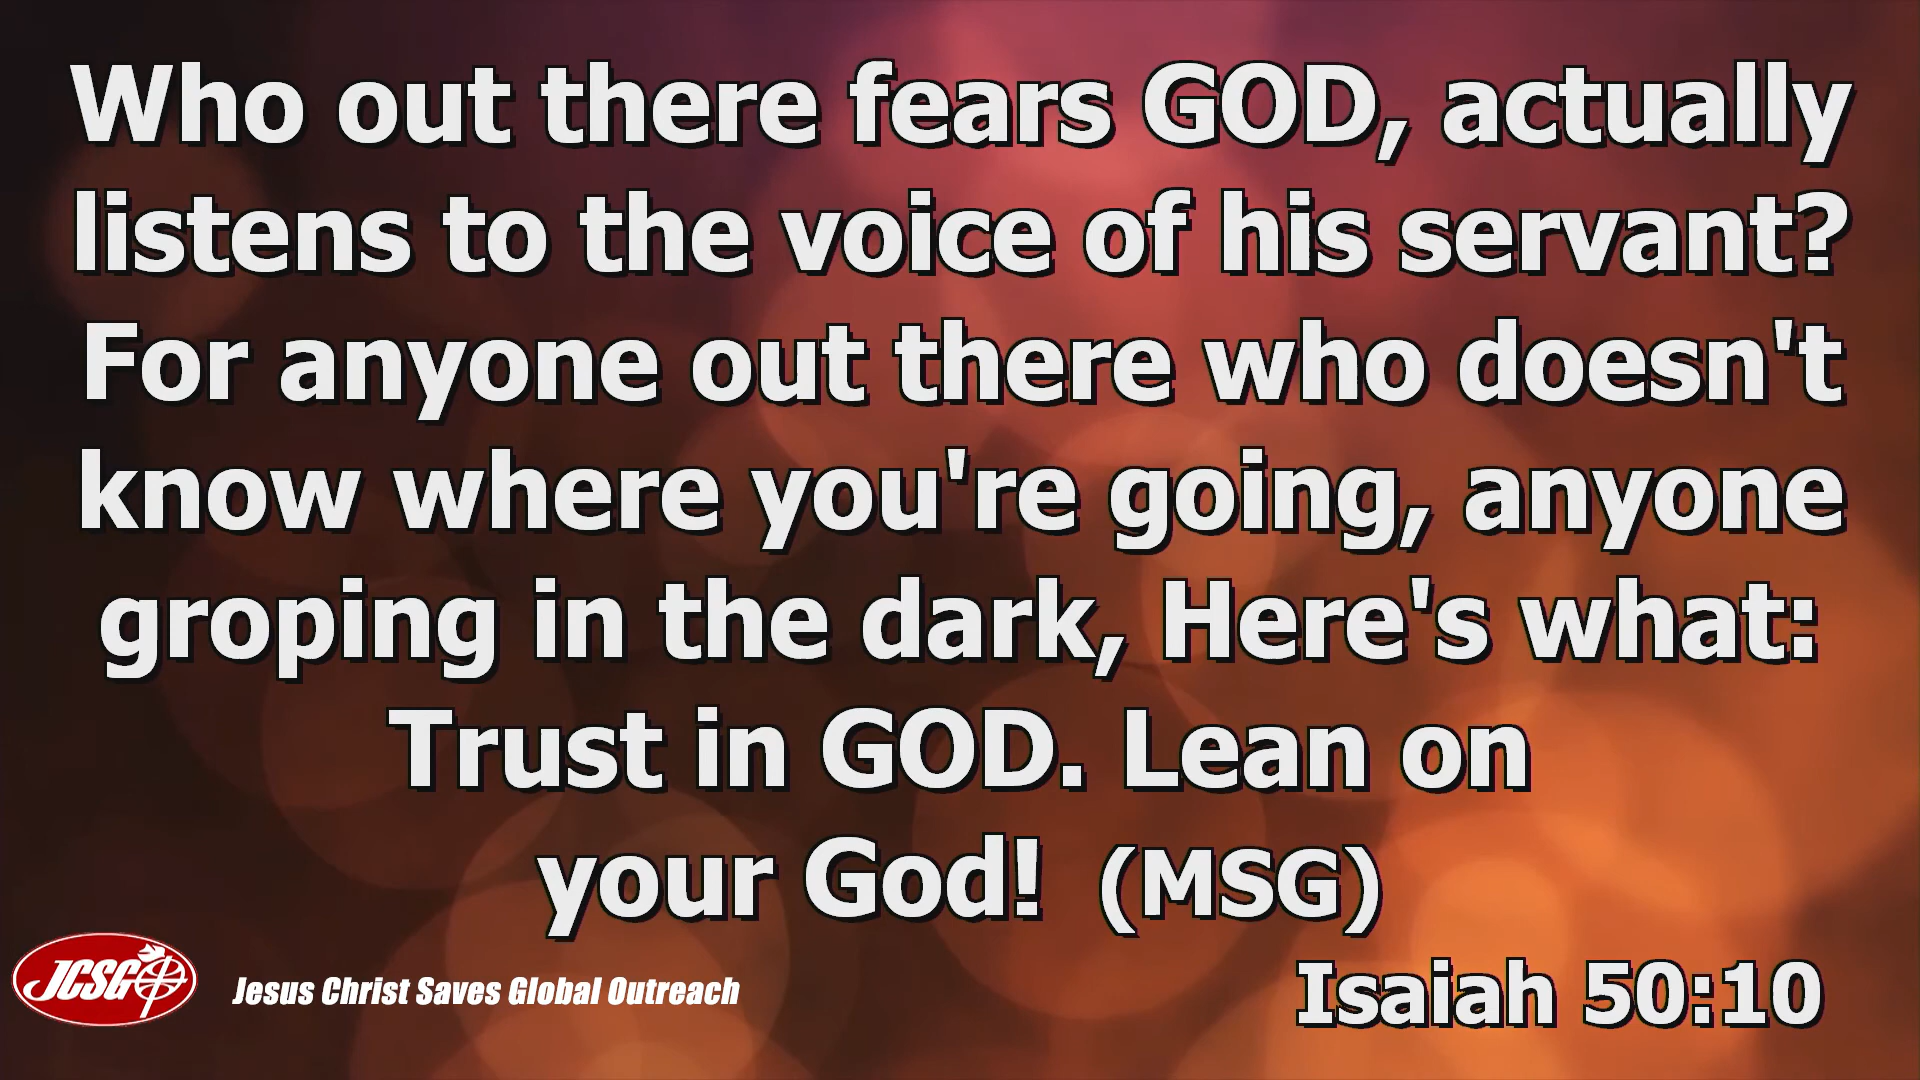 Who out there fears GOD, actually
listens to the voice of his servant?
For anyone out there who doesn't
know where you're going, anyone
groping in the dark, Here's what:
Trust in GOD. Lean on
your God! (MSG)
Isaiah 50:10
JCSGO
Jesus Christ Saves Global Outreach